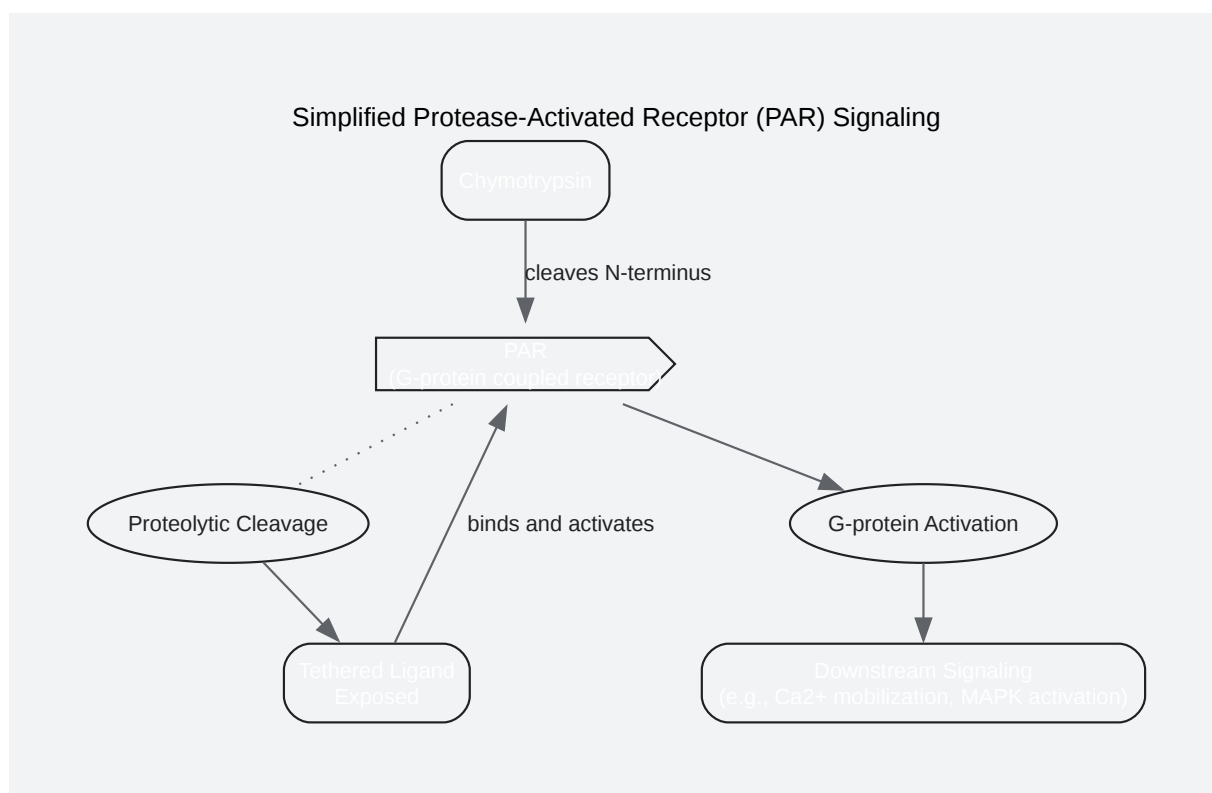 Simplified Protease-Activated Receptor (PAR) Signaling
Chymotrypsin
cleaves N-terminus
PAR
(G-protein coupled receptor)
Proteolytic Cleavage
binds and activates
G-protein Activation
Tethered Ligand
Exposed
Downstream Signaling
(e.g., Ca2+ mobilization, MAPK activation)